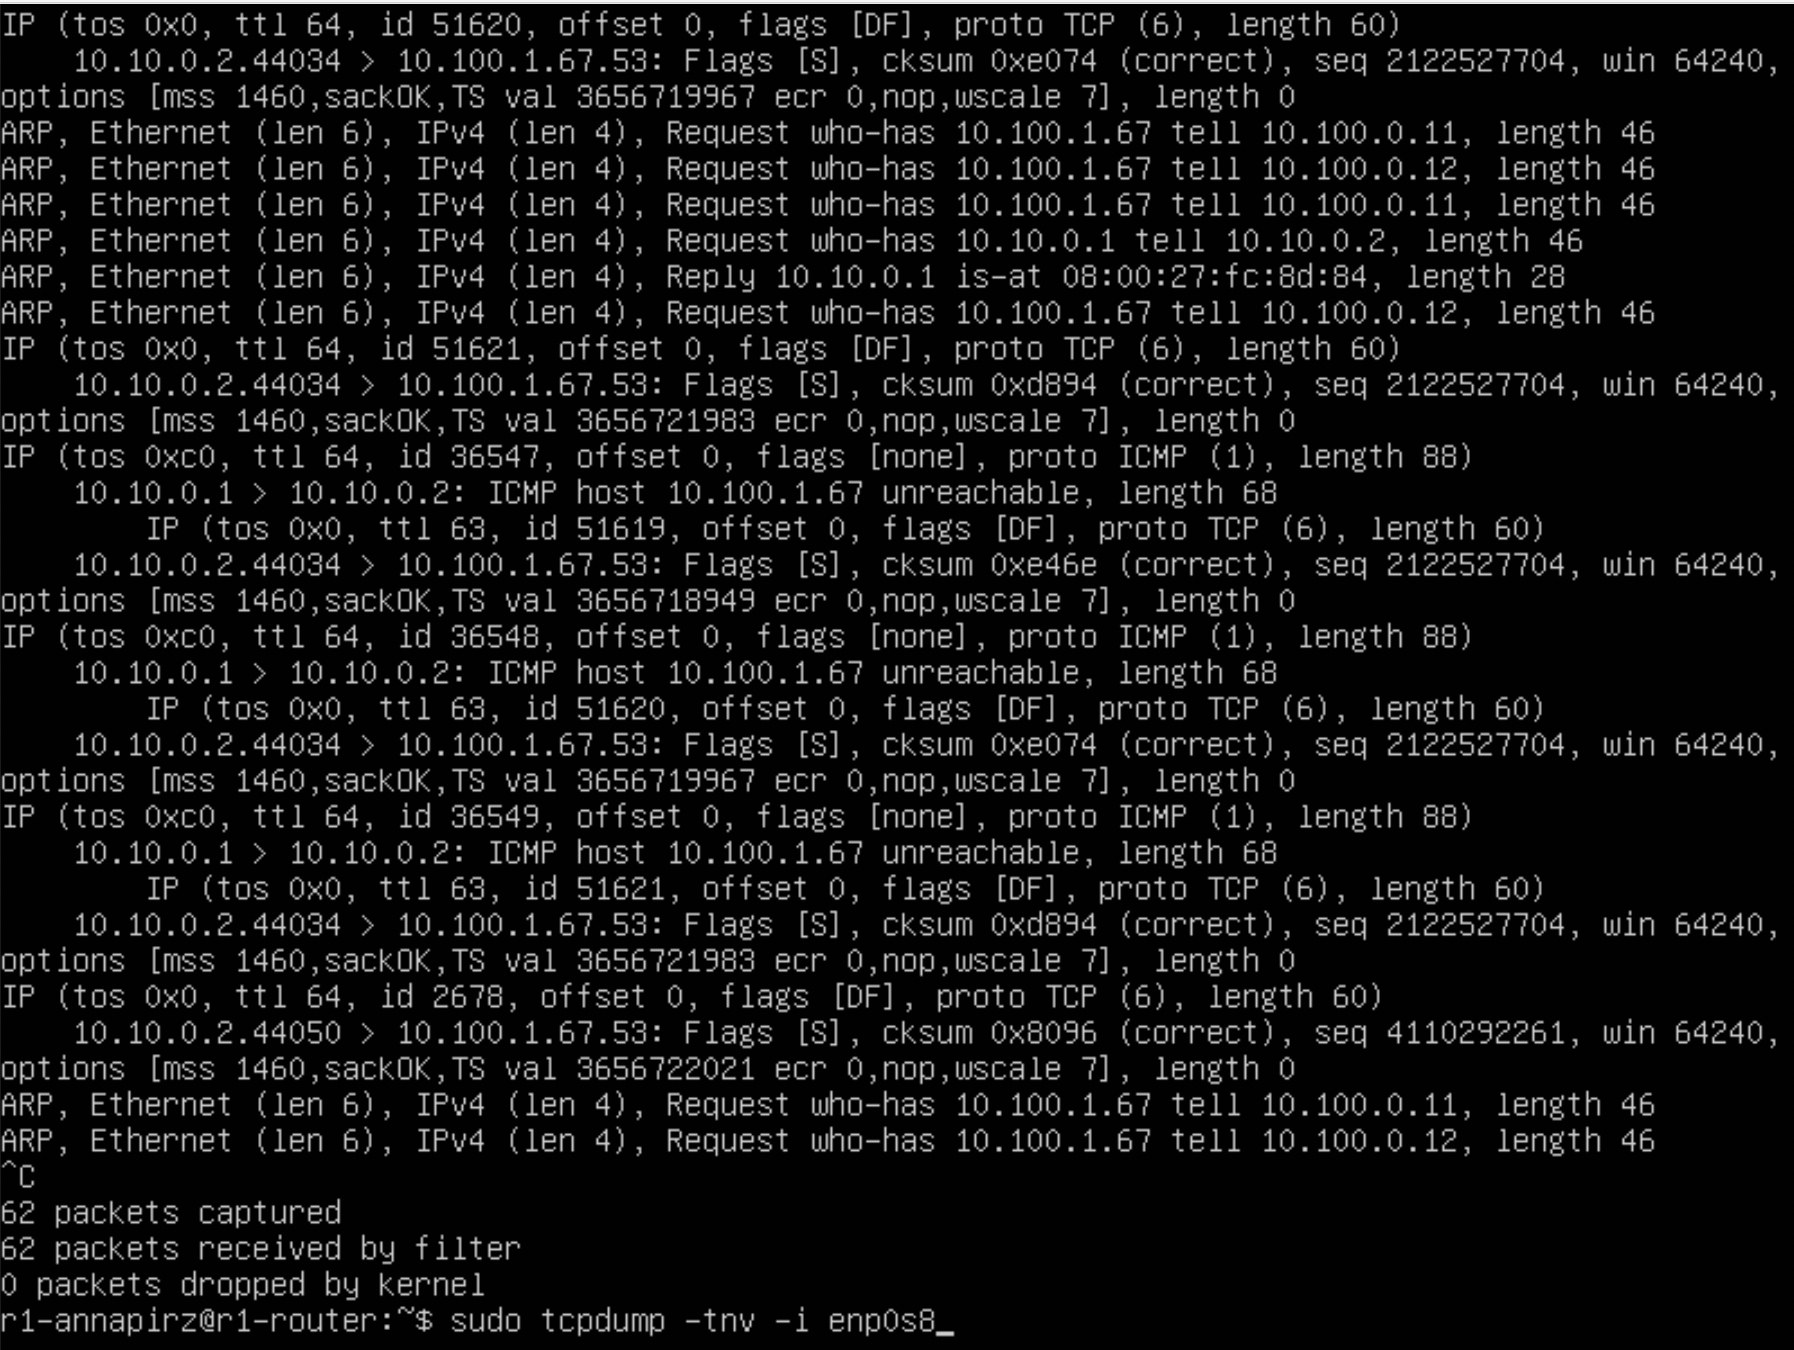 IP (tos 0x0, ttl 64, id 51620, offset 0, flags [DF], proto TCP (6), length 60)
    10.10.0.2.44034 > 10.100.1.67.53: Flags [S], cksum 0xe074 (correct), seq 2122527704, win 64240,
options [mss 1460,sackOK,TS val 3656719967 ecr 0,nop,wscale 7], length 0
ARP, Ethernet (len 6), IPv4 (len 4), Request who-has 10.100.1.67 tell 10.100.0.11, length 46
ARP, Ethernet (len 6), IPv4 (len 4), Request who-has 10.100.1.67 tell 10.100.0.12, length 46
ARP, Ethernet (len 6), IPv4 (len 4), Request who-has 10.100.1.67 tell 10.100.0.11, length 46
ARP, Ethernet (len 6), IPv4 (len 4), Request who-has 10.10.0.1 tell 10.10.0.2, length 46
ARP, Ethernet (len 6), IPv4 (len 4), Reply 10.10.0.1 is-at 08:00:27:fc:8d:84, length 28
ARP, Ethernet (len 6), IPv4 (len 4), Request who-has 10.100.1.67 tell 10.100.0.12, length 46
IP (tos 0x0, ttl 64, id 51621, offset 0, flags [DF], proto TCP (6), length 60)
    10.10.0.2.44034 > 10.100.1.67.53: Flags [S], cksum 0xd894 (correct), seq 2122527704, win 64240,
options [mss 1460,sackOK,TS val 3656721983 ecr 0,nop,wscale 7], length 0
IP (tos 0xc0, ttl 64, id 36547, offset 0, flags [none], proto ICMP (1), length 88)
    10.10.0.1 > 10.10.0.2: ICMP host 10.100.1.67 unreachable, length 68
        IP (tos 0x0, ttl 63, id 51619, offset 0, flags [DF], proto TCP (6), length 60)
    10.10.0.2.44034 > 10.100.1.67.53: Flags [S], cksum 0xe46e (correct), seq 2122527704, win 64240,
options [mss 1460,sackOK,TS val 3656718949 ecr 0,nop,wscale 7], length 0
IP (tos 0xc0, ttl 64, id 36548, offset 0, flags [none], proto ICMP (1), length 88)
    10.10.0.1 > 10.10.0.2: ICMP host 10.100.1.67 unreachable, length 68
        IP (tos 0x0, ttl 63, id 51620, offset 0, flags [DF], proto TCP (6), length 60)
    10.10.0.2.44034 > 10.100.1.67.53: Flags [S], cksum 0xe074 (correct), seq 2122527704, win 64240,
options [mss 1460,sackOK,TS val 3656719967 ecr 0,nop,wscale 7], length 0
IP (tos 0xc0, ttl 64, id 36549, offset 0, flags [none], proto ICMP (1), length 88)
    10.10.0.1 > 10.10.0.2: ICMP host 10.100.1.67 unreachable, length 68
        IP (tos 0x0, ttl 63, id 51621, offset 0, flags [DF], proto TCP (6), length 60)
    10.10.0.2.44034 > 10.100.1.67.53: Flags [S], cksum 0xd894 (correct), seq 2122527704, win 64240,
options [mss 1460,sackOK,TS val 3656721983 ecr 0,nop,wscale 7], length 0
IP (tos 0x0, ttl 64, id 2678, offset 0, flags [DF], proto TCP (6), length 60)
    10.10.0.2.44050 > 10.100.1.67.53: Flags [S], cksum 0x8096 (correct), seq 4110292261, win 64240,
options [mss 1460,sackOK,TS val 3656722021 ecr 0,nop,wscale 7], length 0
ARP, Ethernet (len 6), IPv4 (len 4), Request who-has 10.100.1.67 tell 10.100.0.11, length 46
ARP, Ethernet (len 6), IPv4 (len 4), Request who-has 10.100.1.67 tell 10.100.0.12, length 46
^C
62 packets captured
62 packets received by filter
0 packets dropped by kernel
r1-annapirz@r1-router:~$ sudo tcpdump -tnv -i enp0s8_